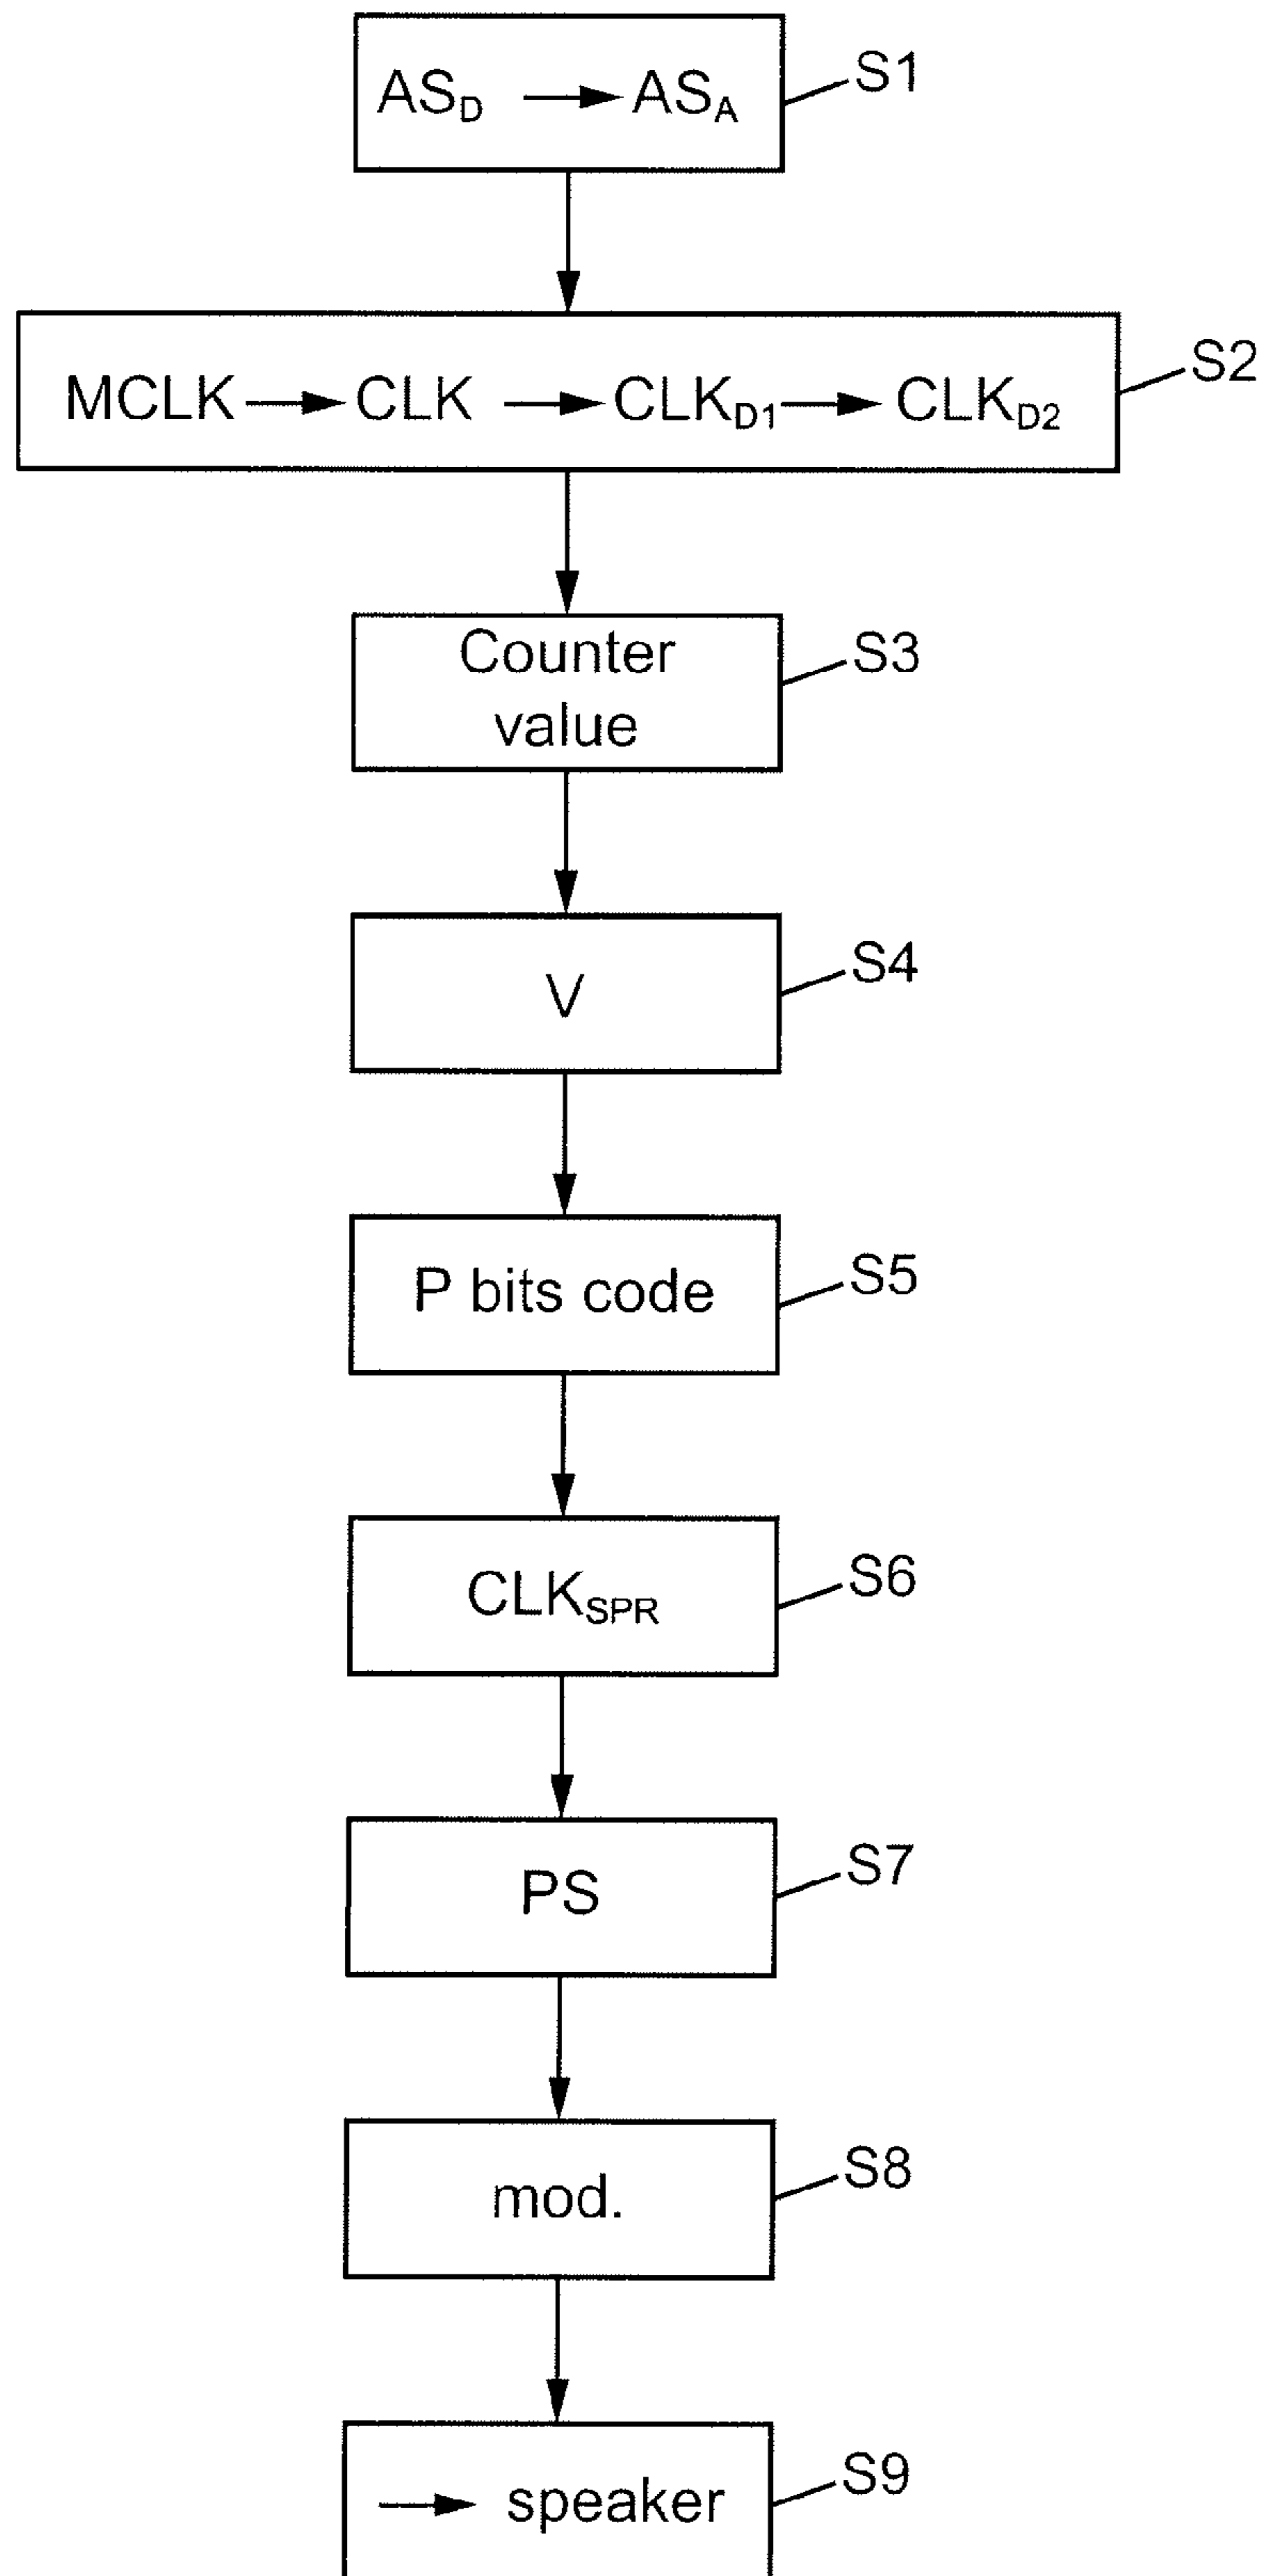 AS_D → AS_A
S1
MCLK → CLK → CLK_D1 → CLK_D2
S2
Counter
value
S3
V
S4
P bits code
S5
CLK_SPR
S6
PS
S7
mod.
S8
→ speaker
S9